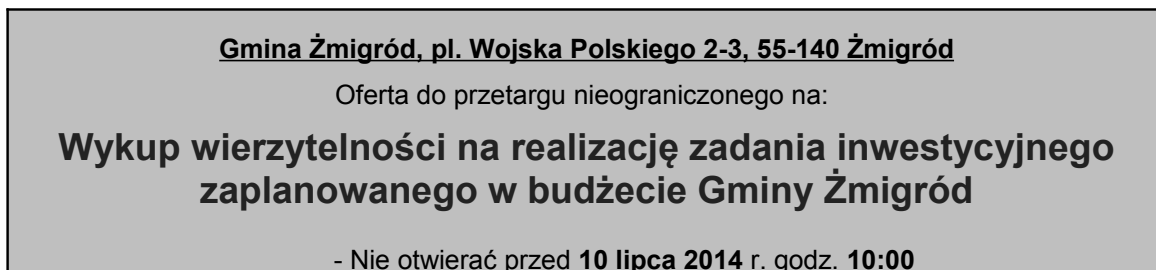 Gmina Żmigród, pl. Wojska Polskiego 2-3, 55-140 Żmigród
Oferta do przetargu nieograniczonego na:
Wykup wierzytelności na realizację zadania inwestycyjnego
zaplanowanego w budżecie Gminy Żmigród
- Nie otwierać przed 10 lipca 2014 r. godz. 10:00